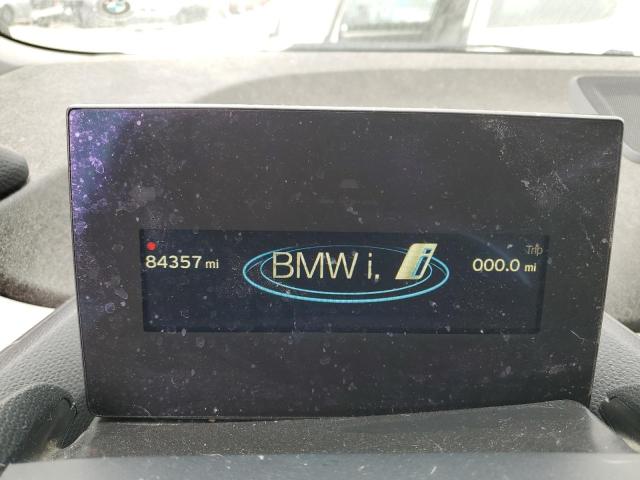 Trip
84357 mi
BMW i, i
000.0 mi